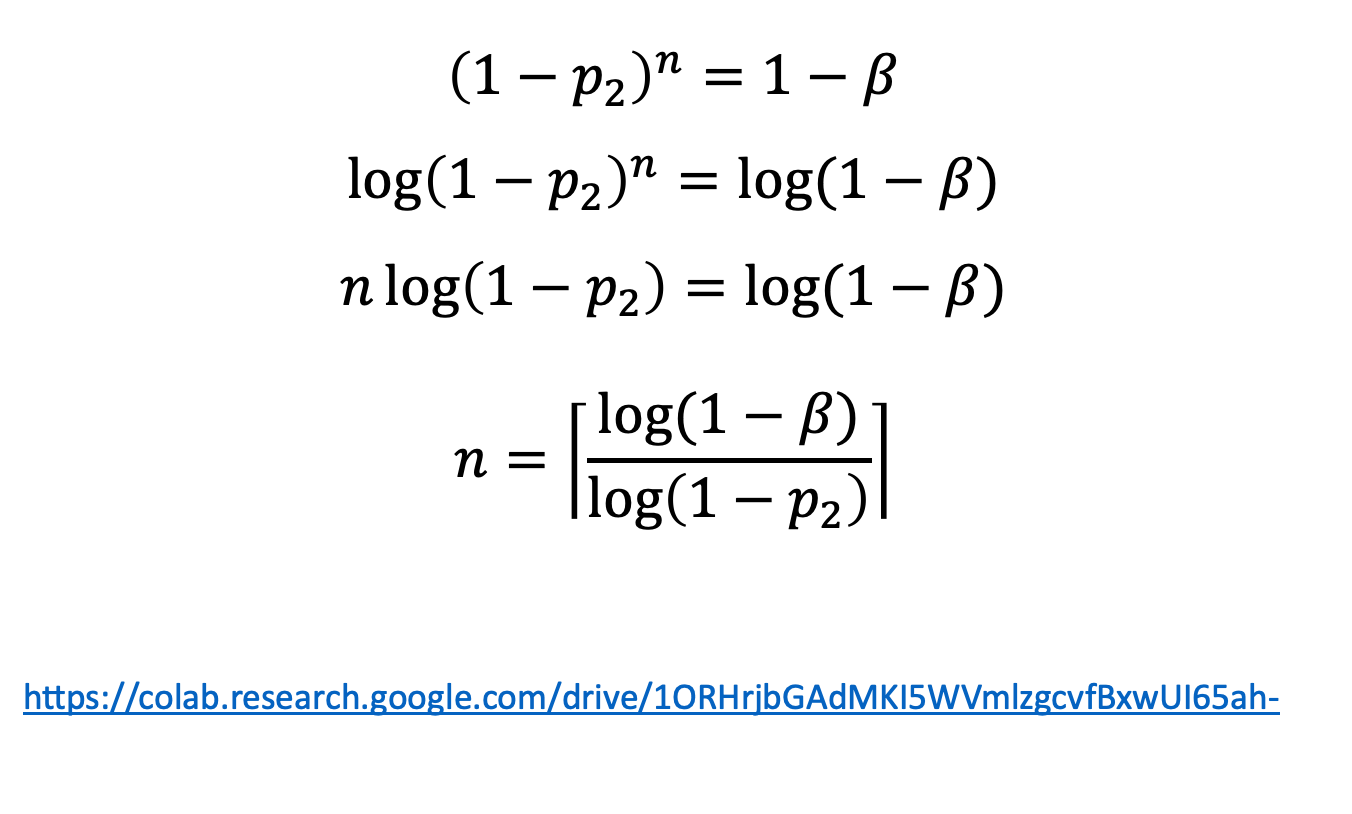 (1 − p₂)ⁿ = 1 − β
log(1 − p₂)ⁿ = log(1 − β)
n log(1 − p₂) = log(1 − β)
n = ⌈log(1 − β) / log(1 − p₂)⌉
https://colab.research.google.com/drive/1ORHrjbGAdMKI5WVmlzgcvfBxwUI65ah-